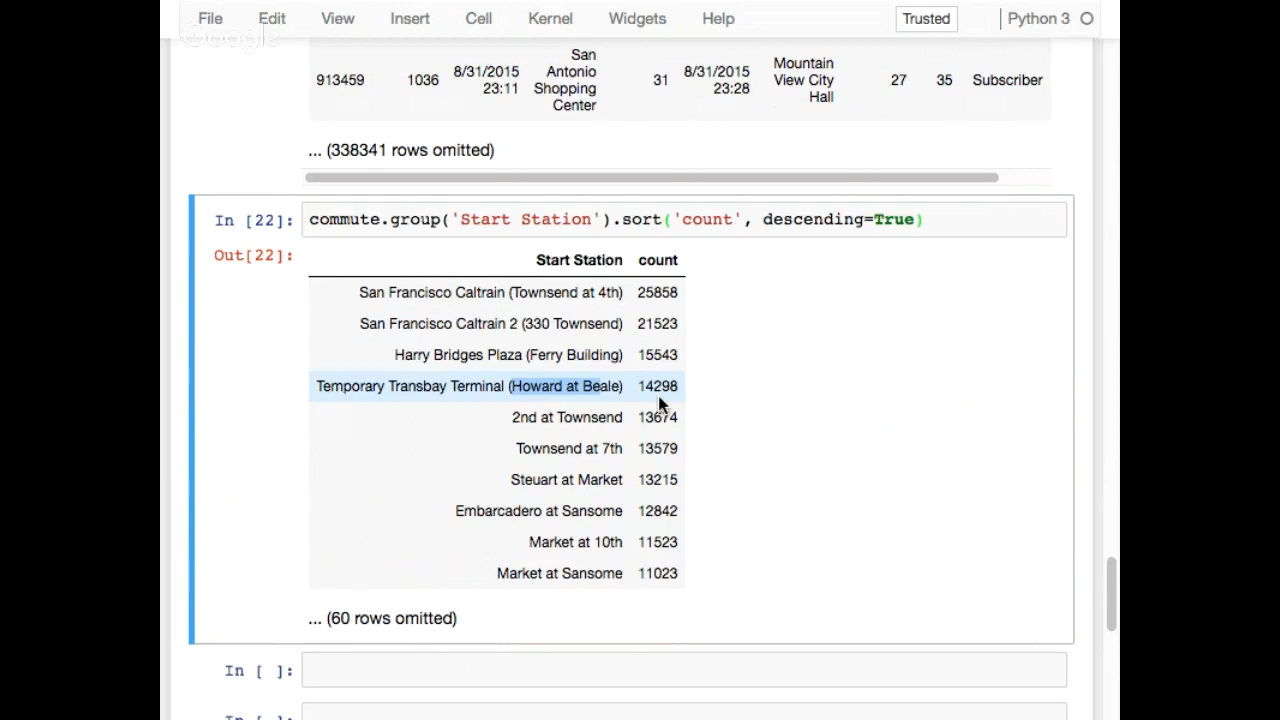 File Edit View Insert Cell Kernel Widgets Help Trusted Python 3
Google
913459 1036 8/31/2015 23:11 San Antonio Shopping Center 31 8/31/2015 23:28 Mountain View City Hall 27 35 Subscriber
... (338341 rows omitted)
In [22]: commute.group('Start Station').sort('count', descending=True)
Out[22]:
Start Station count
San Francisco Caltrain (Townsend at 4th) 25858
San Francisco Caltrain 2 (330 Townsend) 21523
Harry Bridges Plaza (Ferry Building) 15543
Temporary Transbay Terminal (Howard at Beale) 14298
2nd at Townsend 13674
Townsend at 7th 13579
Steuart at Market 13215
Embarcadero at Sansome 12842
Market at 10th 11523
Market at Sansome 11023
... (60 rows omitted)
In [ ]:
In [ ]: